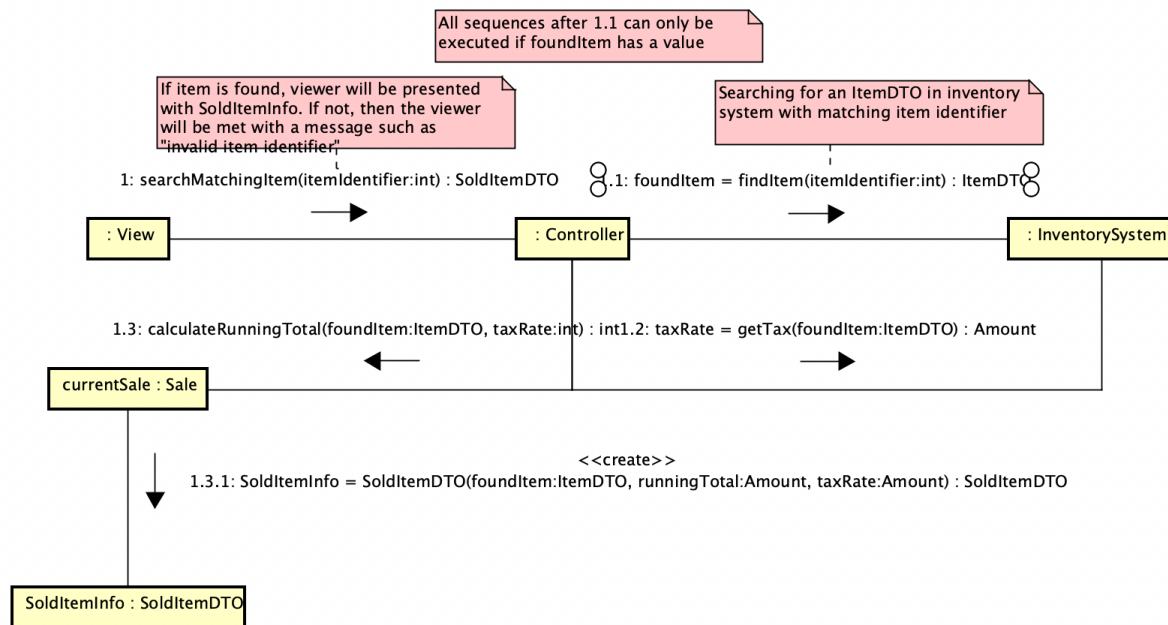 All sequences after 1.1 can only be
executed if foundItem has a value
If item is found, viewer will be presented
with SoldItemInfo. If not, then the viewer
will be met with a message such as
"invalid item identifier"
Searching for an ItemDTO in inventory
system with matching item identifier
1: searchMatchingItem(itemIdentifier:int) : SoldItemDTO
.1: foundItem = findItem(itemIdentifier:int) : ItemDTO
: View
: Controller
: InventorySystem
1.3: calculateRunningTotal(foundItem:ItemDTO, taxRate:int) : int
1.2: taxRate = getTax(foundItem:ItemDTO) : Amount
currentSale : Sale
<<create>>
1.3.1: SoldItemInfo = SoldItemDTO(foundItem:ItemDTO, runningTotal:Amount, taxRate:Amount) : SoldItemDTO
SoldItemInfo : SoldItemDTO